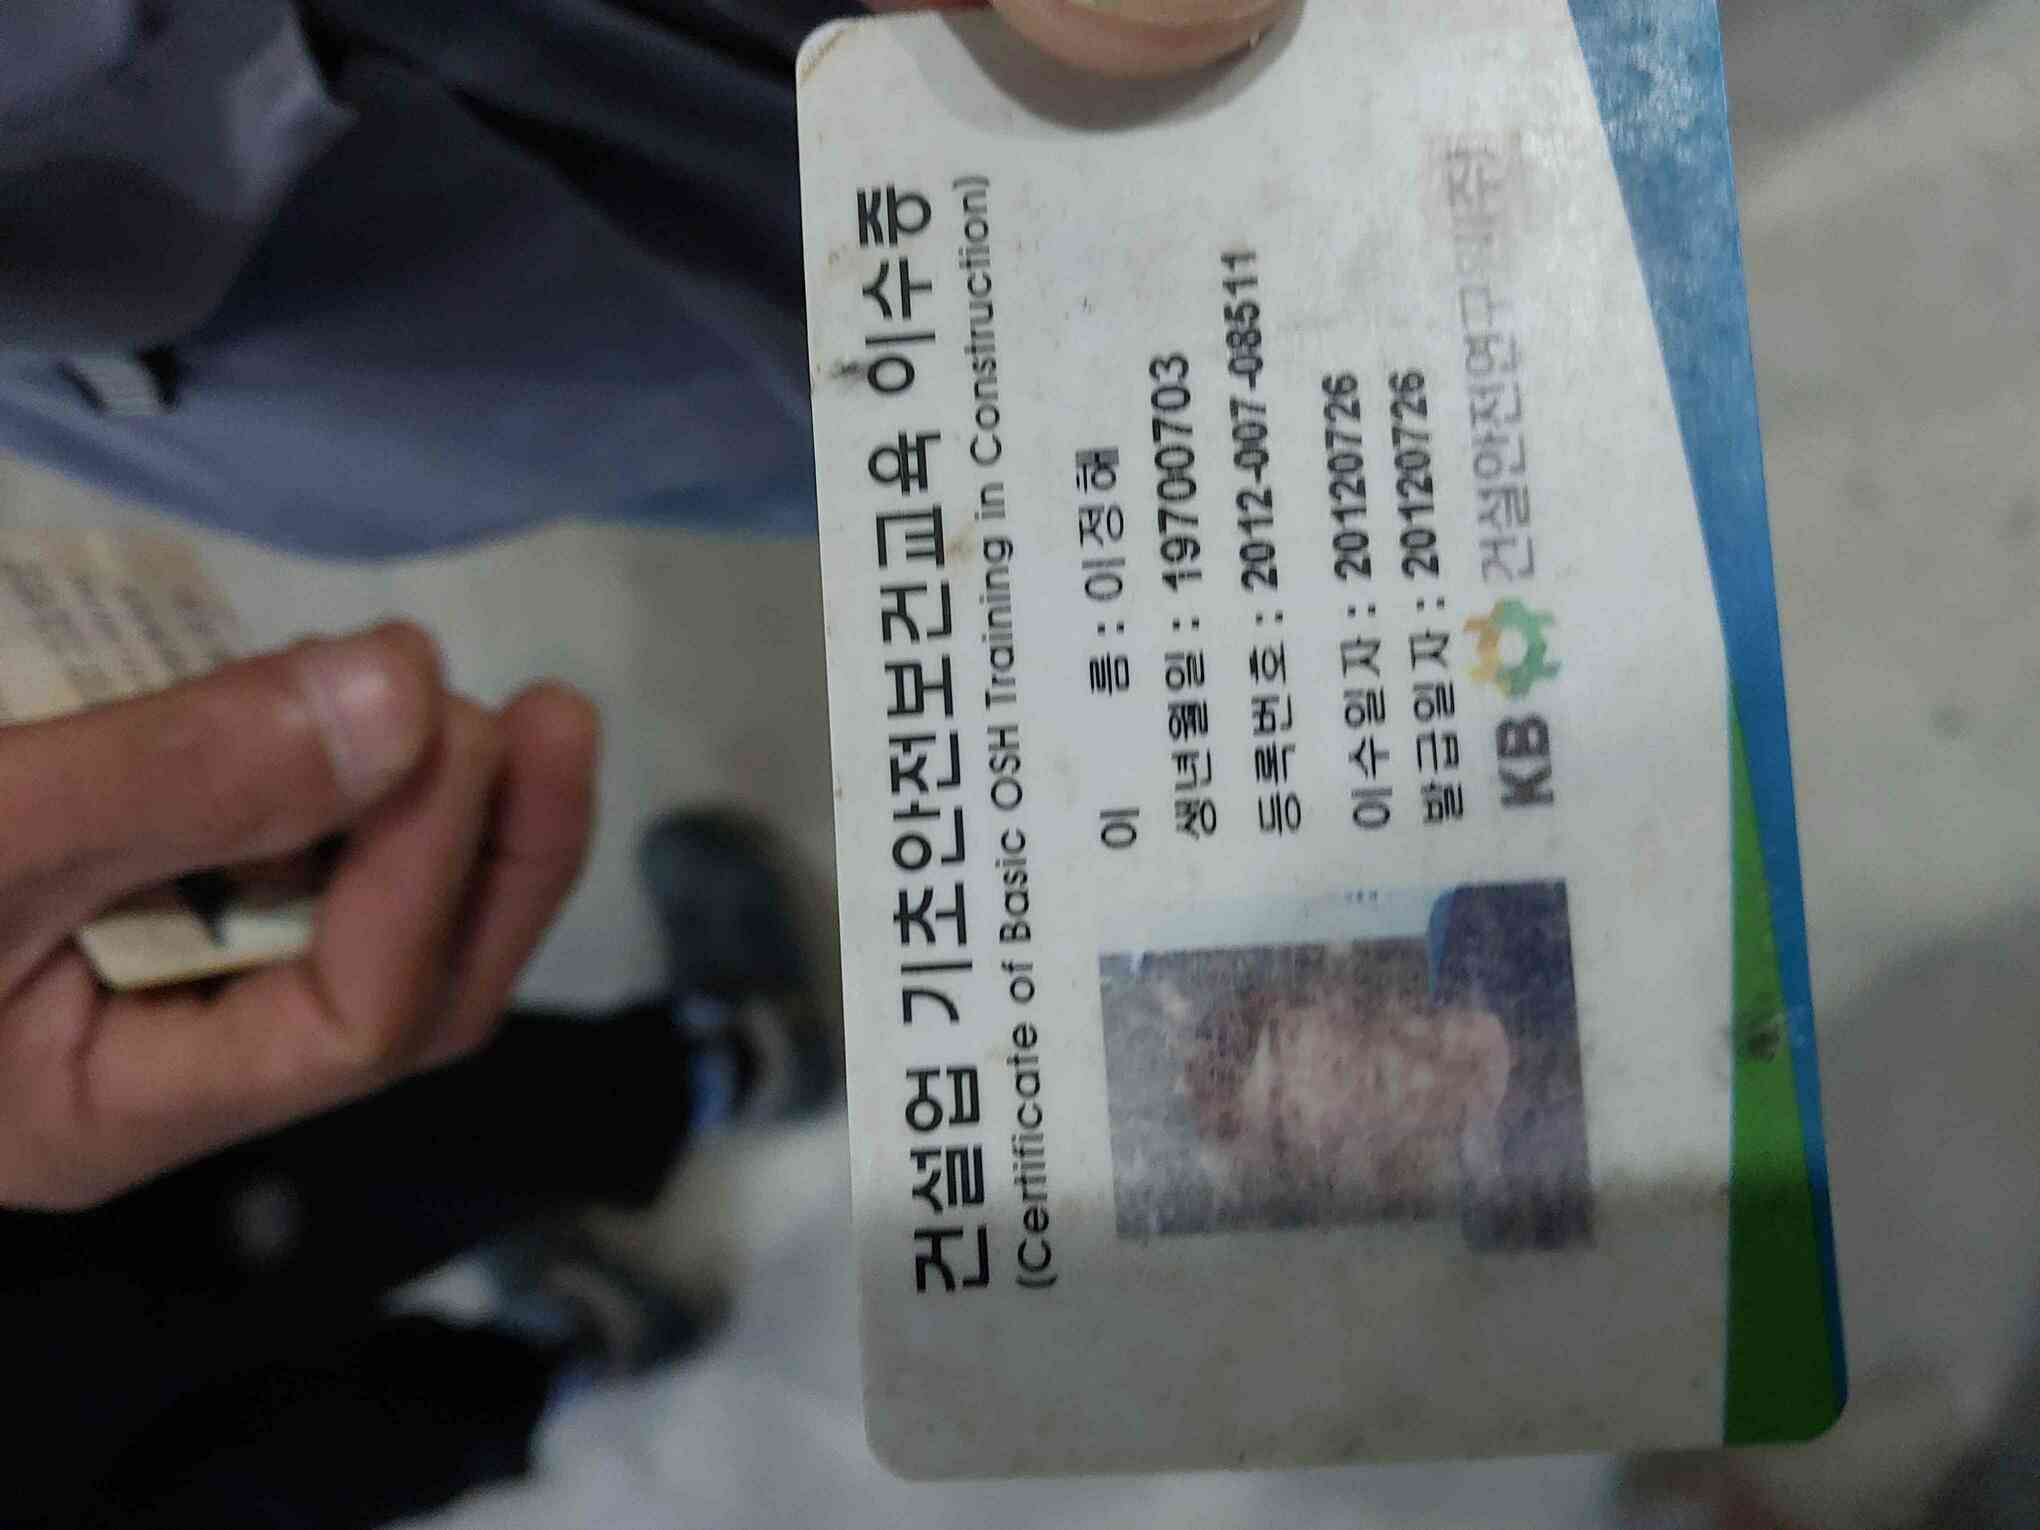 건설업 기초안전보건교육 이수증
(Certificate of Basic OSH Training in Construction)
이 름 : 이정해
생년월일 : 19700703
등록번호 : 2012-007-08511
이수일자 : 20120726
발급일자 : 20120726
KB 건설안전연구원(주)